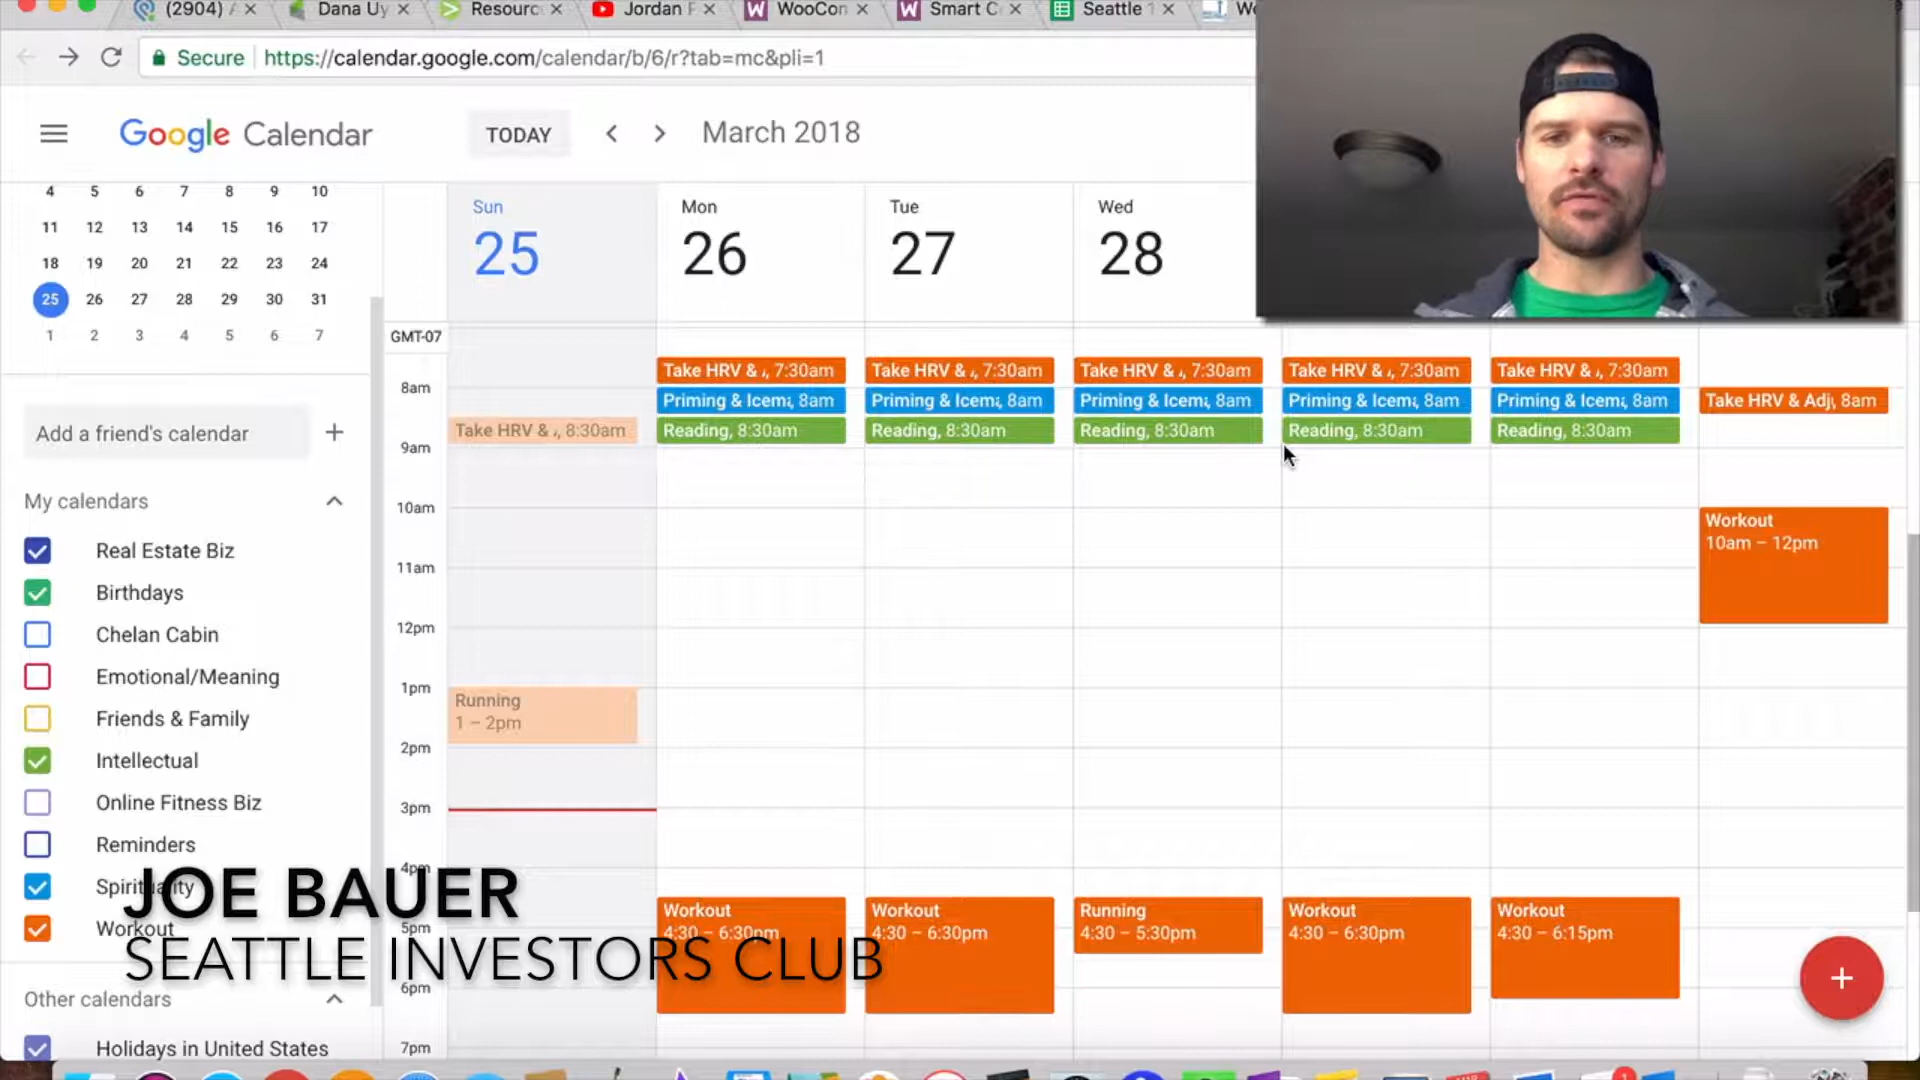 (2904)
Dana Uy
Resourc
Jordan
WooCon
Smart C
Seattle
Secure
https://calendar.google.com/calendar/b/6/r?tab=mc&pli=1
Google Calendar
TODAY
March 2018
4 5 6 7 8 9 10
11 12 13 14 15 16 17
18 19 20 21 22 23 24
25 26 27 28 29 30 31
1 2 3 4 5 6 7
Sun
25
Mon
26
Tue
27
Wed
28
GMT-07
8am
9am
10am
11am
12pm
1pm
2pm
3pm
4pm
5pm
6pm
7pm
Take HRV & , 8:30am
Running
1 – 2pm
Take HRV & , 7:30am
Priming & Icema, 8am
Reading, 8:30am
Workout
4:30 – 6:30pm
Take HRV & , 7:30am
Priming & Icema, 8am
Reading, 8:30am
Workout
4:30 – 6:30pm
Take HRV & , 7:30am
Priming & Icema, 8am
Reading, 8:30am
Running
4:30 – 5:30pm
Take HRV & , 7:30am
Priming & Icema, 8am
Reading, 8:30am
Workout
4:30 – 6:30pm
Take HRV & , 7:30am
Priming & Icema, 8am
Reading, 8:30am
Workout
4:30 – 6:15pm
Take HRV & Adj, 8am
Workout
10am – 12pm
Add a friend's calendar
My calendars
Real Estate Biz
Birthdays
Chelan Cabin
Emotional/Meaning
Friends & Family
Intellectual
Online Fitness Biz
Reminders
Spirituality
Workout
Other calendars
Holidays in United States
JOE BAUER
SEATTLE INVESTORS CLUB